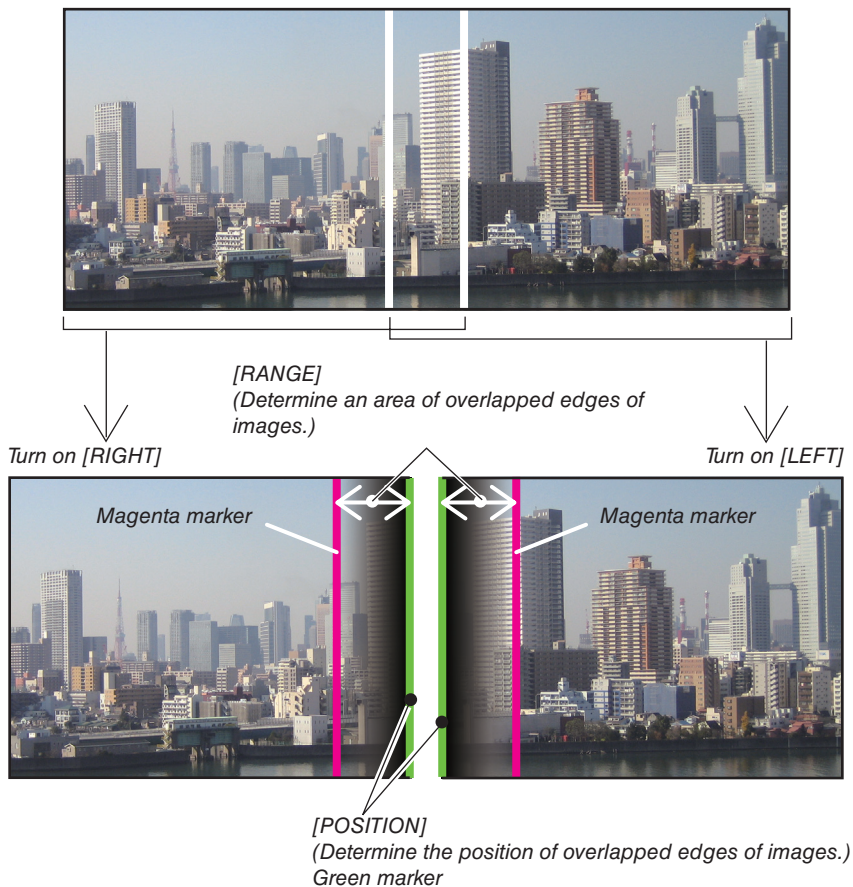 [RANGE]
(Determine an area of overlapped edges of
images.)
Turn on [RIGHT]
Turn on [LEFT]
Magenta marker
Magenta marker
[POSITION]
(Determine the position of overlapped edges of images.)
Green marker